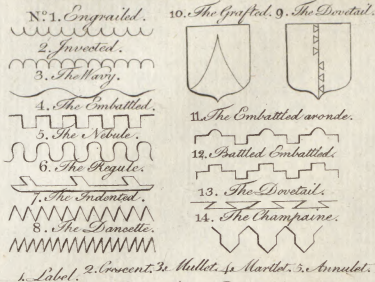 No. 1. Engrailed.
2. Invected.
3. The Wavy.
4. The Embattled.
5. The Nebule.
6. The Regule.
7. The Indented.
8. The Dancette.
10. The Grafted. 9. The Dovetail.
11. The Embattled aronde.
12. Battled Embattled.
13. The Dovetail.
14. The Champaine.
1. Label. 2. Crescent. 3. Mullet. 4. Martlet. 5. Annulet.